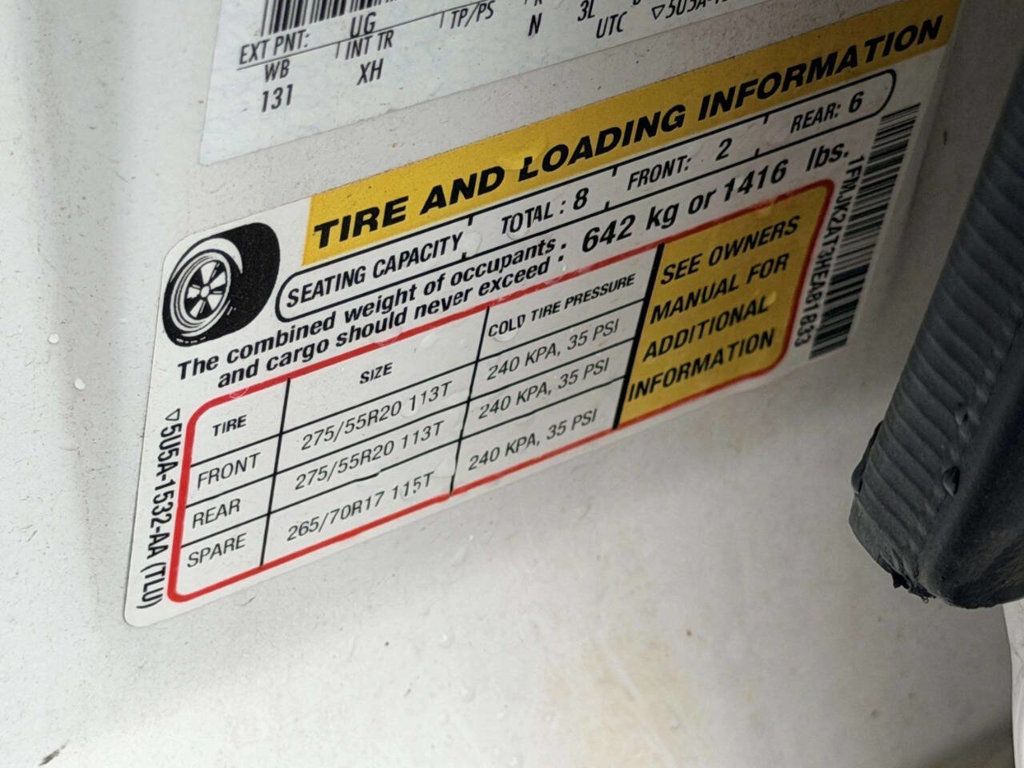 EXT PNT: UG
INT TR TP/PS
WB
131
XH
N
3L
UTC
TIRE AND LOADING INFORMATION
SEATING CAPACITY TOTAL : 8 FRONT: 2 REAR: 6
The combined weight of occupants
and cargo should never exceed : 642 kg or 1416 lbs.
TIRE SIZE COLD TIRE PRESSURE
FRONT 275/55R20 113T 240 KPA, 35 PSI
REAR 275/55R20 113T 240 KPA, 35 PSI
SPARE 265/70R17 115T 240 KPA, 35 PSI
SEE OWNERS
MANUAL FOR
ADDITIONAL
INFORMATION
▽5U5A-1532-AA (TLU)
1FMJK2AT3MEA81833